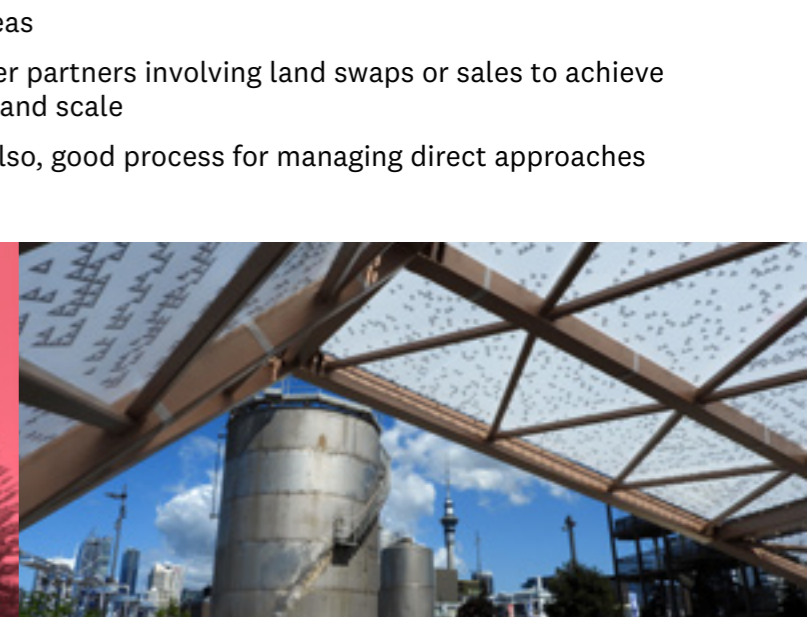 eas
er partners involving land swaps or sales to achieve
and scale
lso, good process for managing direct approaches